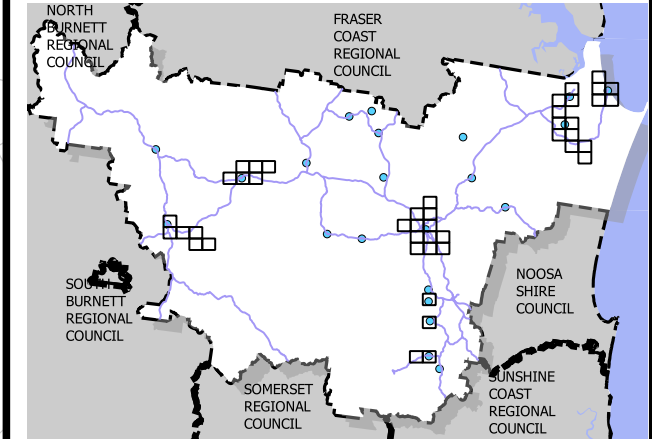 NORTH
BURNETT
REGIONAL
COUNCIL
FRASER
COAST
REGIONAL
COUNCIL
NOOSA
SHIRE
COUNCIL
SOUTH
BURNETT
REGIONAL
COUNCIL
SOMERSET
REGIONAL
COUNCIL
SUNSHINE
COAST
REGIONAL
COUNCIL